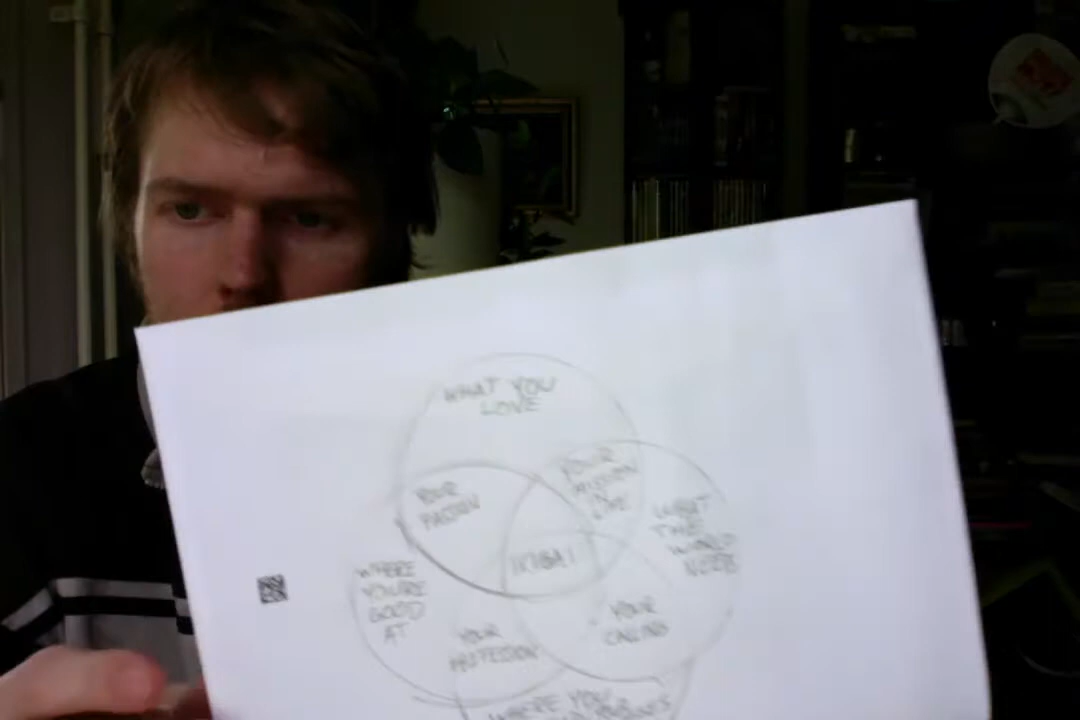 WHAT YOU
LOVE
YOUR
PASSION
YOUR
MISSION
LIFE
WHAT
THE
WORLD
NEEDS
IKIGAI
WHERE
YOU'RE
GOOD
AT
YOUR
CALLING
YOUR
PROFESSION
WHERE YOU